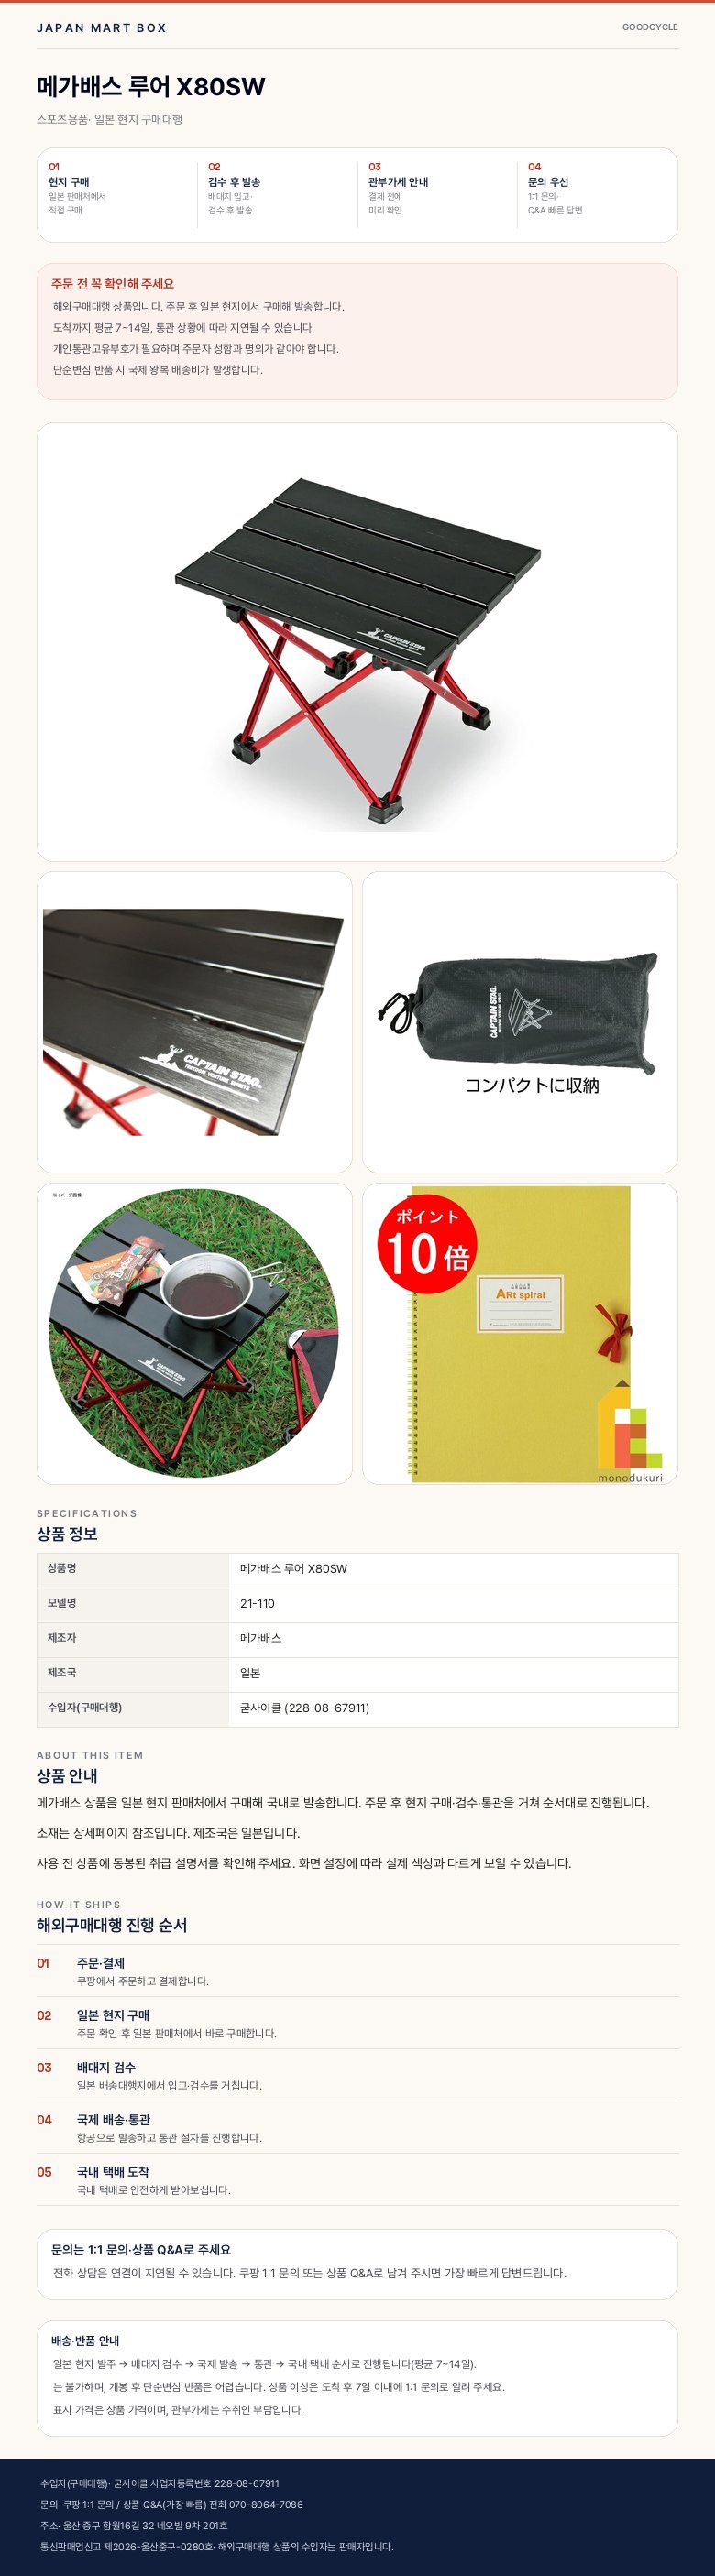 JAPAN MART BOX
GOODCYCLE
메가배스 루어 X80SW
스포츠용품· 일본 현지 구매대행
01
현지 구매
일본 판매처에서
직접 구매
02
검수 후 발송
배대지 입고·
검수 후 발송
03
관부가세 안내
결제 전에
미리 확인
04
문의 우선
1:1 문의·
Q&A 빠른 답변
주문 전 꼭 확인해 주세요
해외구매대행 상품입니다. 주문 후 일본 현지에서 구매해 발송합니다.
도착까지 평균 7~14일, 통관 상황에 따라 지연될 수 있습니다.
개인통관고유부호가 필요하며 주문자 성함과 명의가 같아야 합니다.
단순변심 반품 시 국제 왕복 배송비가 발생합니다.
CAPTAIN STAG.
CAPTAIN STAG.
FREEDOM VENTURE SPIRITS
CAPTAIN STAG.
コンパクトに収納
※イメージ画像
CAPTAIN STAG.
ポイント
10倍
ARt spiral
monodukuri
SPECIFICATIONS
상품 정보
상품명 메가배스 루어 X80SW
모델명 21-110
제조자 메가배스
제조국 일본
수입자(구매대행) 굳사이클 (228-08-67911)
ABOUT THIS ITEM
상품 안내
메가배스 상품을 일본 현지 판매처에서 구매해 국내로 발송합니다. 주문 후 현지 구매·검수·통관을 거쳐 순서대로 진행됩니다.
소재는 상세페이지 참조입니다. 제조국은 일본입니다.
사용 전 상품에 동봉된 취급 설명서를 확인해 주세요. 화면 설정에 따라 실제 색상과 다르게 보일 수 있습니다.
HOW IT SHIPS
해외구매대행 진행 순서
01 주문·결제
쿠팡에서 주문하고 결제합니다.
02 일본 현지 구매
주문 확인 후 일본 판매처에서 바로 구매합니다.
03 배대지 검수
일본 배송대행지에서 입고·검수를 거칩니다.
04 국제 배송·통관
항공으로 발송하고 통관 절차를 진행합니다.
05 국내 택배 도착
국내 택배로 안전하게 받아보십니다.
문의는 1:1 문의·상품 Q&A로 주세요
전화 상담은 연결이 지연될 수 있습니다. 쿠팡 1:1 문의 또는 상품 Q&A로 남겨 주시면 가장 빠르게 답변드립니다.
배송·반품 안내
일본 현지 발주 → 배대지 검수 → 국제 발송 → 통관 → 국내 택배 순서로 진행됩니다(평균 7~14일).
는 불가하며, 개봉 후 단순변심 반품은 어렵습니다. 상품 이상은 도착 후 7일 이내에 1:1 문의로 알려 주세요.
표시 가격은 상품 가격이며, 관부가세는 수취인 부담입니다.
수입자(구매대행)· 굳사이클 사업자등록번호 228-08-67911
문의· 쿠팡 1:1 문의 / 상품 Q&A(가장 빠름) 전화 070-8064-7086
주소· 울산 중구 함월16길 32 네오빌 9차 201호
통신판매업신고 제2026-울산중구-0280호· 해외구매대행 상품의 수입자는 판매자입니다.